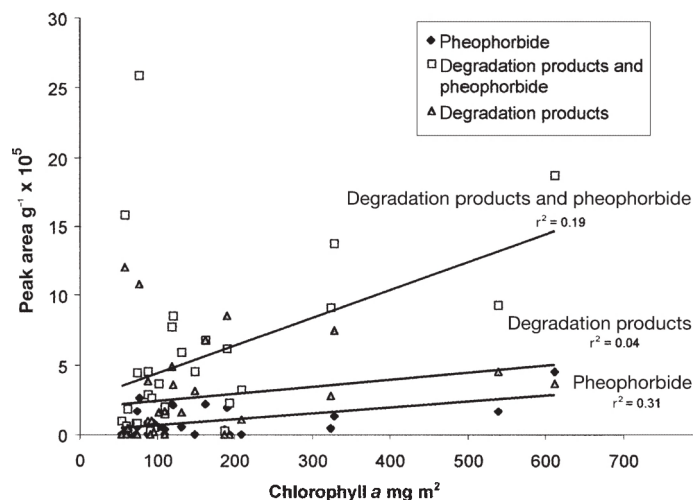 Pheophorbide
Degradation products and
pheophorbide
Degradation products
30
25
20
15
10
5
0
Peak area g⁻¹ x 10⁵
Degradation products and pheophorbide
r² = 0.19
Degradation products
r² = 0.04
Pheophorbide
r² = 0.31
0 100 200 300 400 500 600 700
Chlorophyll a mg m²